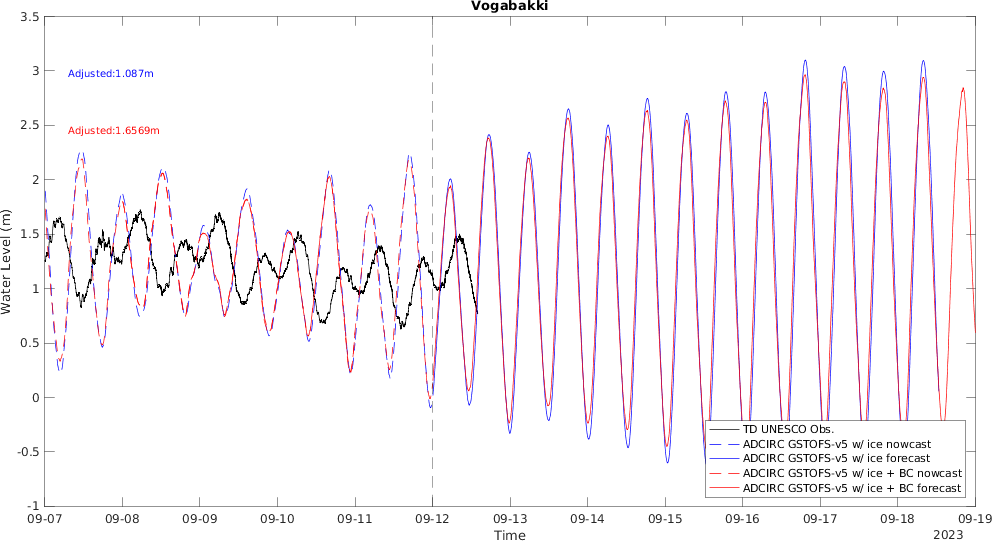 Vogabakki
3.5
3
2.5
2
1.5
1
0.5
0
-0.5
-1
Water Level (m)
Adjusted:1.087m
Adjusted:1.6569m
TD UNESCO Obs.
ADCIRC GSTOFS-v5 w/ ice nowcast
ADCIRC GSTOFS-v5 w/ ice forecast
ADCIRC GSTOFS-v5 w/ ice + BC nowcast
ADCIRC GSTOFS-v5 w/ ice + BC forecast
09-07 09-08 09-09 09-10 09-11 09-12 09-13 09-14 09-15 09-16 09-17 09-18 09-19
Time
2023